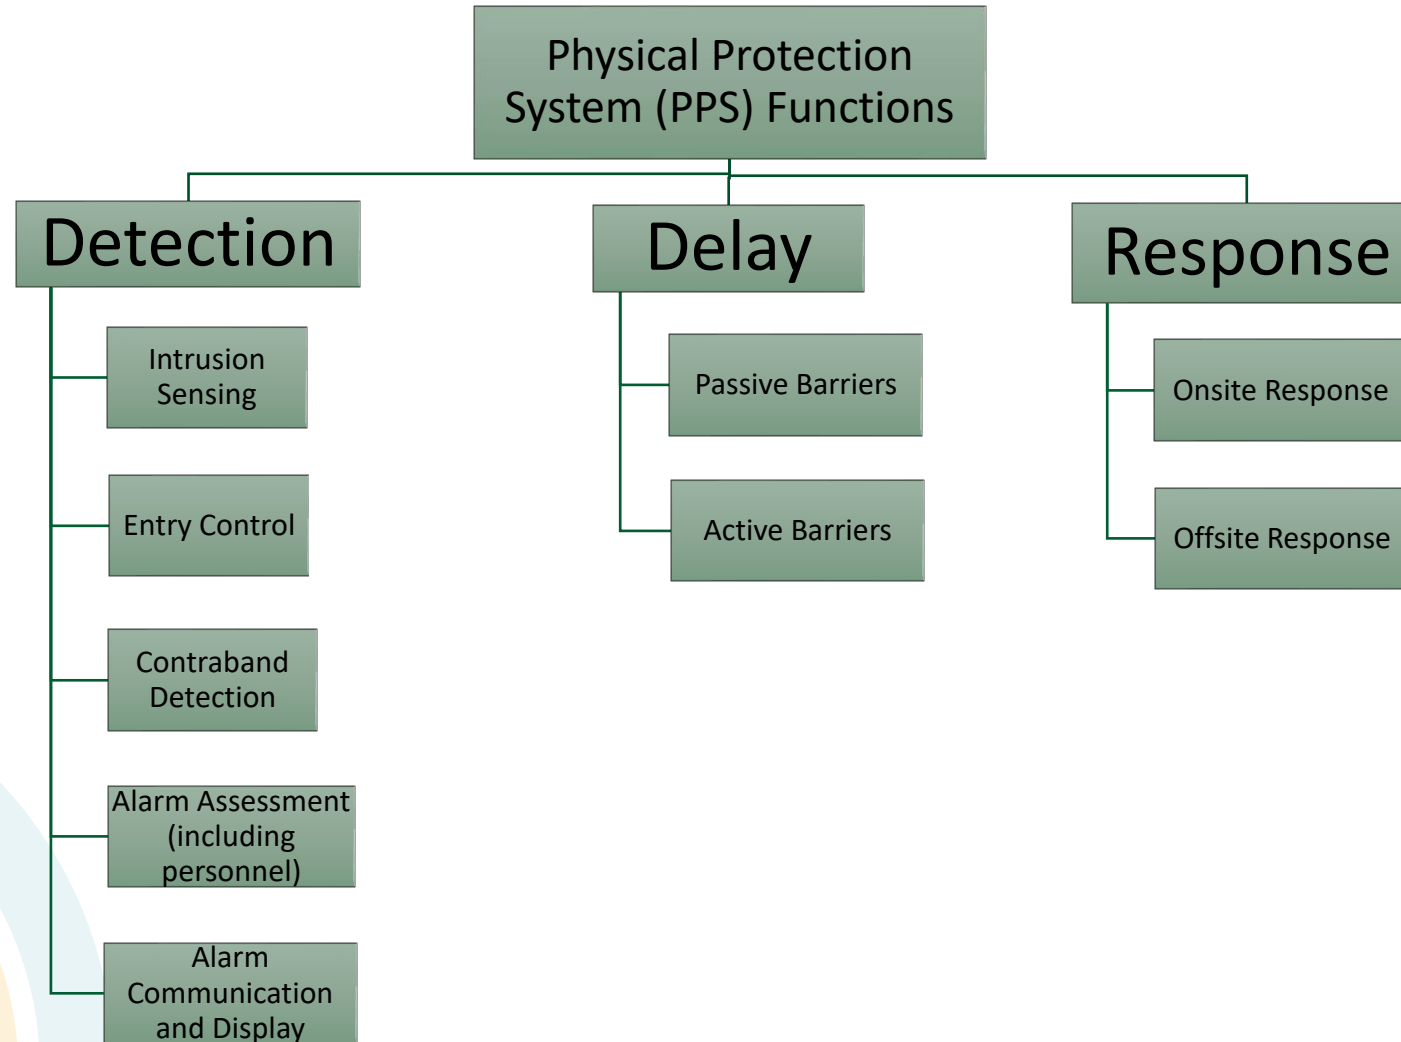 Physical Protection
System (PPS) Functions
Detection
Intrusion
Sensing
Entry Control
Contraband
Detection
Alarm Assessment
(including
personnel)
Alarm
Communication
and Display
Delay
Passive Barriers
Active Barriers
Response
Onsite Response
Offsite Response